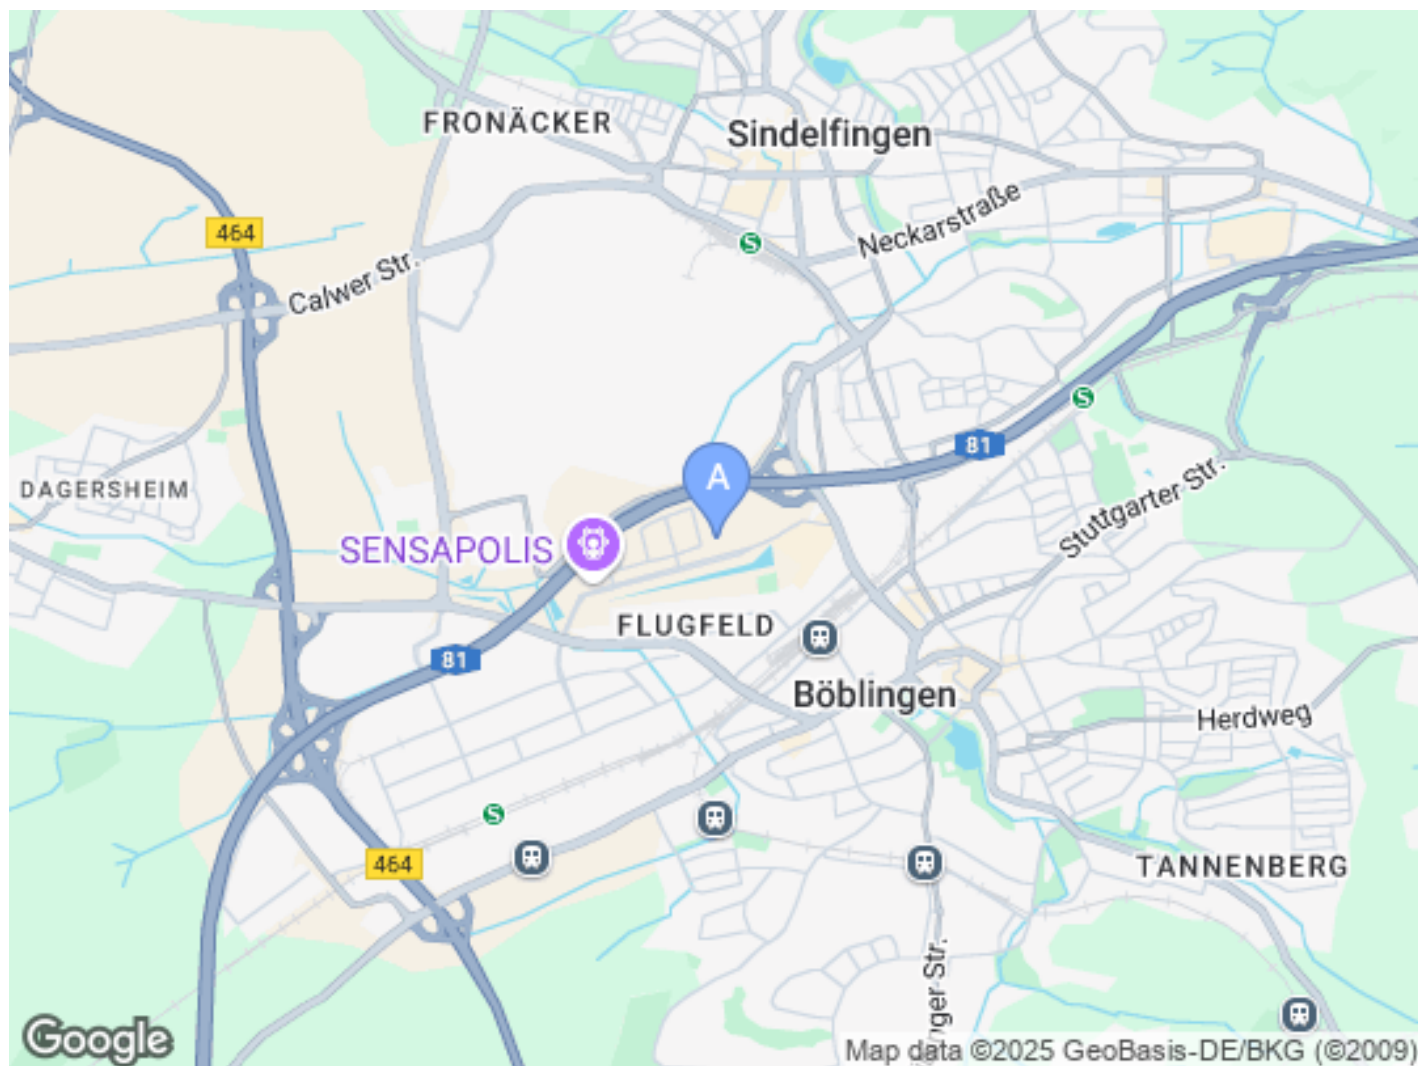 FRONÄCKER
Sindelfingen
Neckarstraße
464
S
Calwer Str.
S
81
A
DAGERSHEIM
Stuttgarter Str.
SENSAPOLIS
FLUGFELD
81
Böblingen
Herdweg
S
464
TANNENBERG
Str.
Google
Map data ©2025 GeoBasis-DE/BKG (©2009)